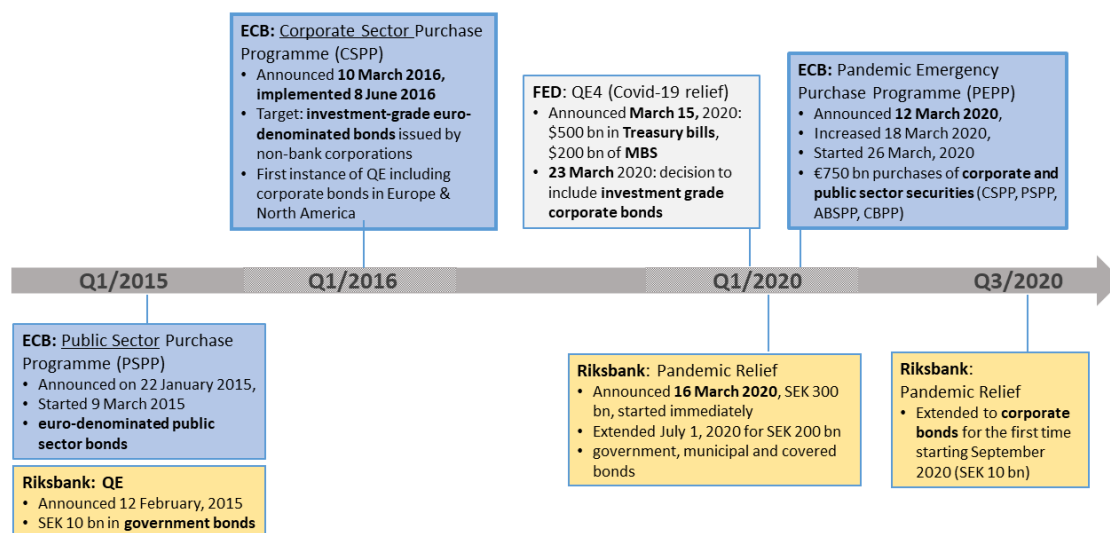 ECB: Corporate Sector Purchase
Programme (CSPP)
• Announced 10 March 2016,
implemented 8 June 2016
• Target: investment-grade euro-
denominated bonds issued by
non-bank corporations
• First instance of QE including
corporate bonds in Europe &
North America
FED: QE4 (Covid-19 relief)
• Announced March 15, 2020:
$500 bn in Treasury bills,
$200 bn of MBS
• 23 March 2020: decision to
include investment grade
corporate bonds
ECB: Pandemic Emergency
Purchase Programme (PEPP)
• Announced 12 March 2020,
• Increased 18 March 2020,
• Started 26 March, 2020
• €750 bn purchases of corporate and
public sector securities (CSPP, PSPP,
ABSPP, CBPP)
Q1/2015
Q1/2016
Q1/2020
Q3/2020
ECB: Public Sector Purchase
Programme (PSPP)
• Announced on 22 January 2015,
• Started 9 March 2015
• euro-denominated public
sector bonds
Riksbank: QE
• Announced 12 February, 2015
• SEK 10 bn in government bonds
Riksbank: Pandemic Relief
• Announced 16 March 2020, SEK 300
bn, started immediately
• Extended July 1, 2020 for SEK 200 bn
• government, municipal and covered
bonds
Riksbank:
Pandemic Relief
• Extended to corporate
bonds for the first time
starting September
2020 (SEK 10 bn)